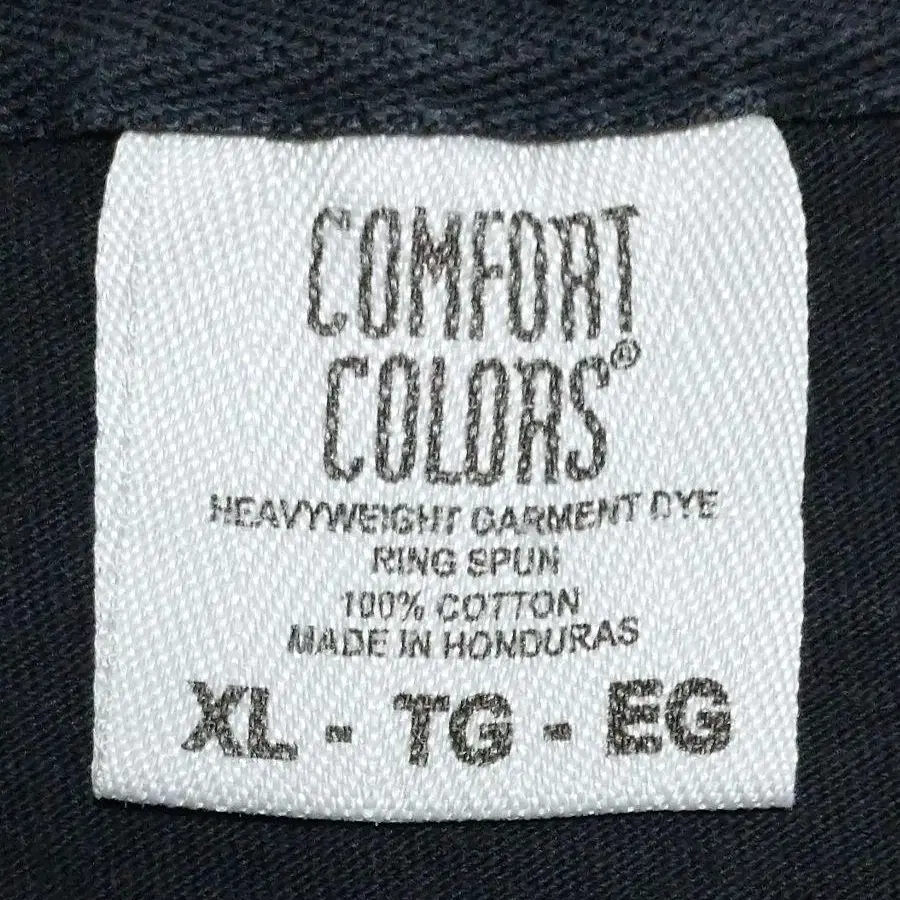 COMFORT
COLORS®
HEAVYWEIGHT GARMENT DYE
RING SPUN
100% COTTON
MADE IN HONDURAS
XL - TG - EG